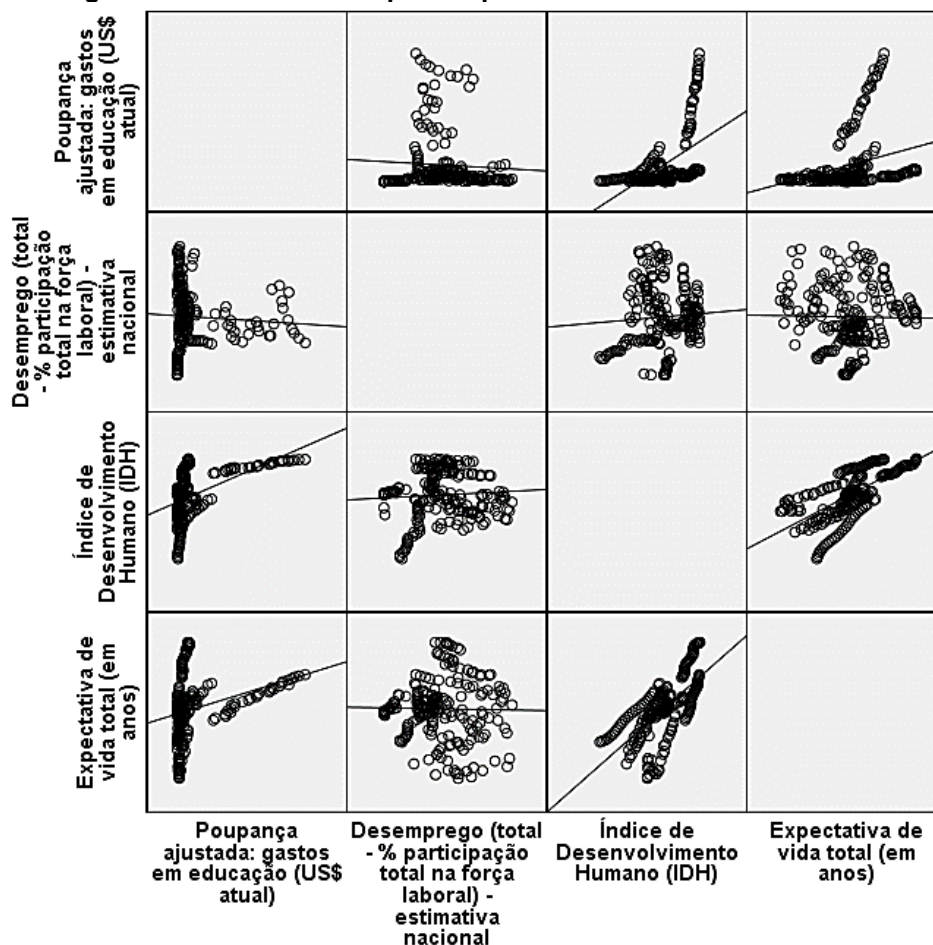 Poupança
ajustada: gastos
em educação (US$
atual)
Desemprego (total
- % participação
total na força
laboral) -
estimativa
nacional
Índice de
Desenvolvimento
Humano (IDH)
Expectativa de
vida total (em
anos)
Poupança
ajustada: gastos
em educação (US$
atual)
Desemprego (total
- % participação
total na força
laboral) -
estimativa
nacional
Índice de
Desenvolvimento
Humano (IDH)
Expectativa de
vida total (em
anos)